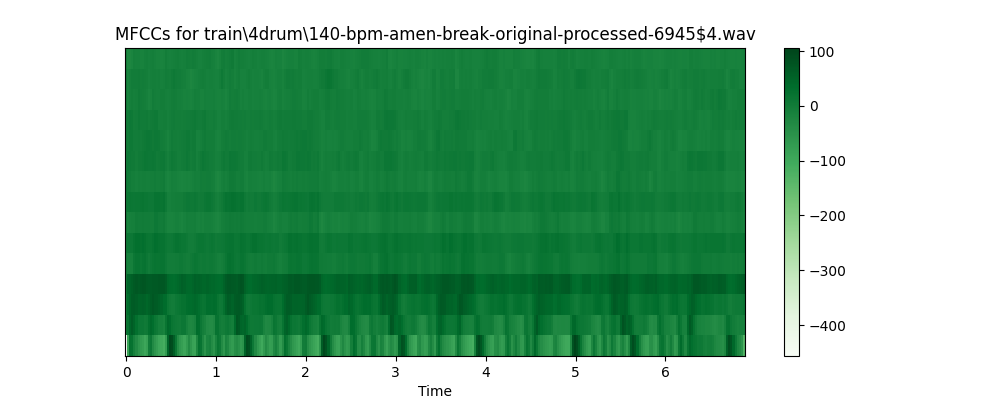 MFCCs for train\4drum\140-bpm-amen-break-original-processed-6945$4.wav
100
0
−100
−200
−300
−400
0 1 2 3 4 5 6
Time